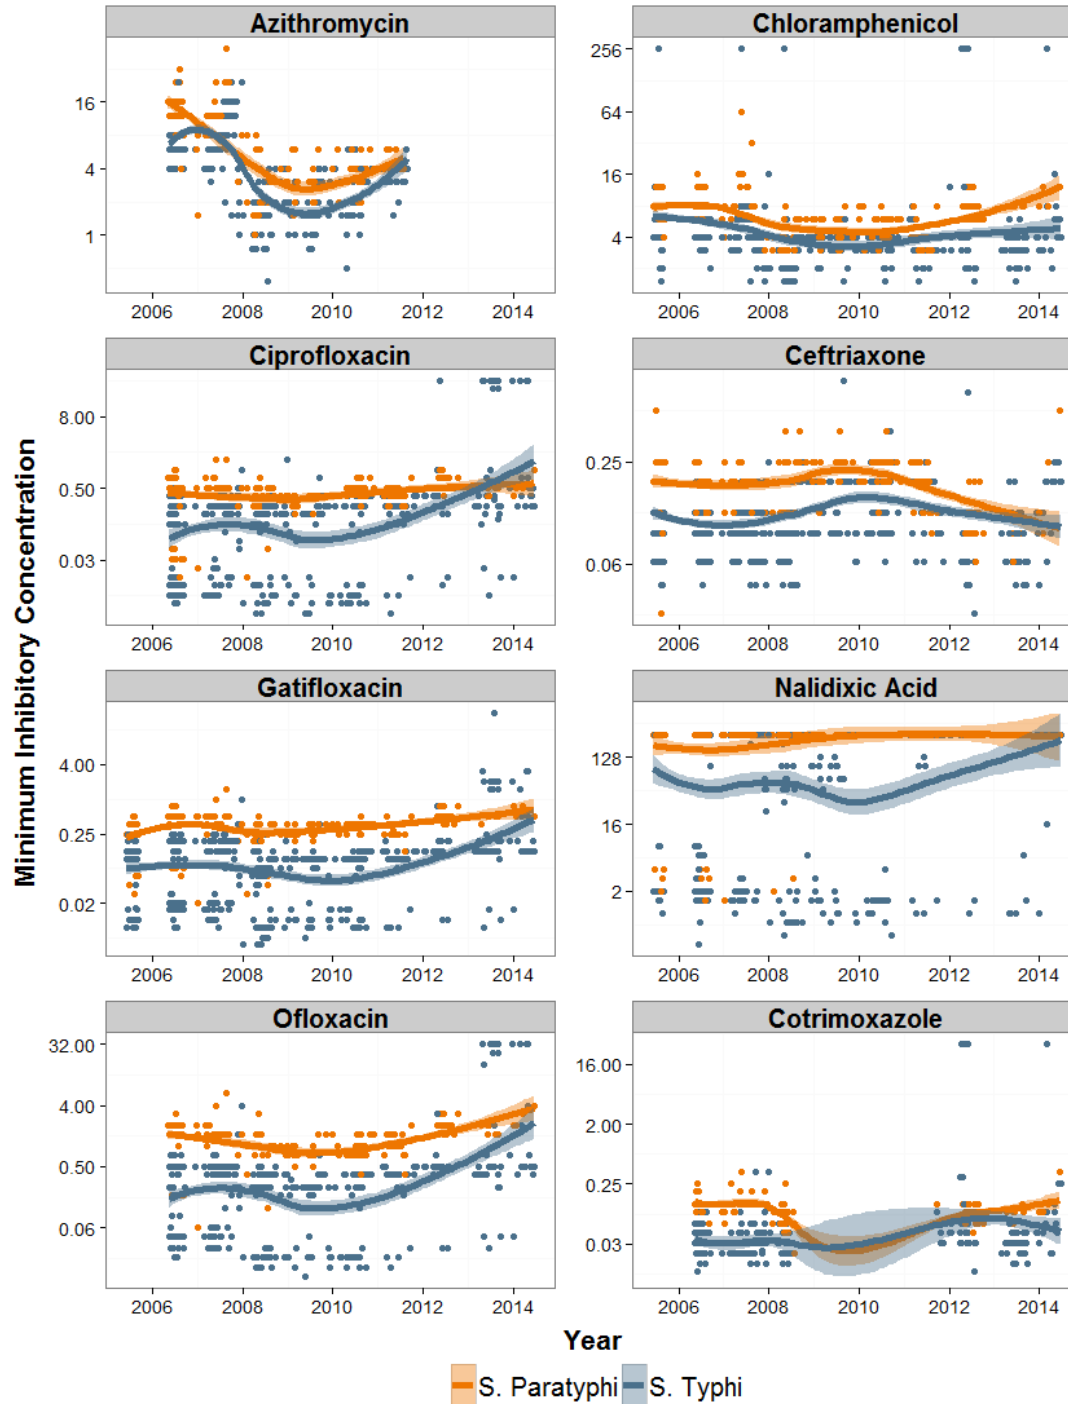 Azithromycin
Chloramphenicol
16
4
1
256
64
16
4
2006 2008 2010 2012 2014
2006 2008 2010 2012 2014
Ciprofloxacin
Ceftriaxone
8.00
0.50
0.03
0.25
0.06
2006 2008 2010 2012 2014
2006 2008 2010 2012 2014
Minimum Inhibitory Concentration
Gatifloxacin
Nalidixic Acid
4.00
0.25
0.02
128
16
2
2006 2008 2010 2012 2014
2006 2008 2010 2012 2014
Ofloxacin
Cotrimoxazole
32.00
4.00
0.50
0.06
16.00
2.00
0.25
0.03
2006 2008 2010 2012 2014
2006 2008 2010 2012 2014
Year
S. Paratyphi S. Typhi